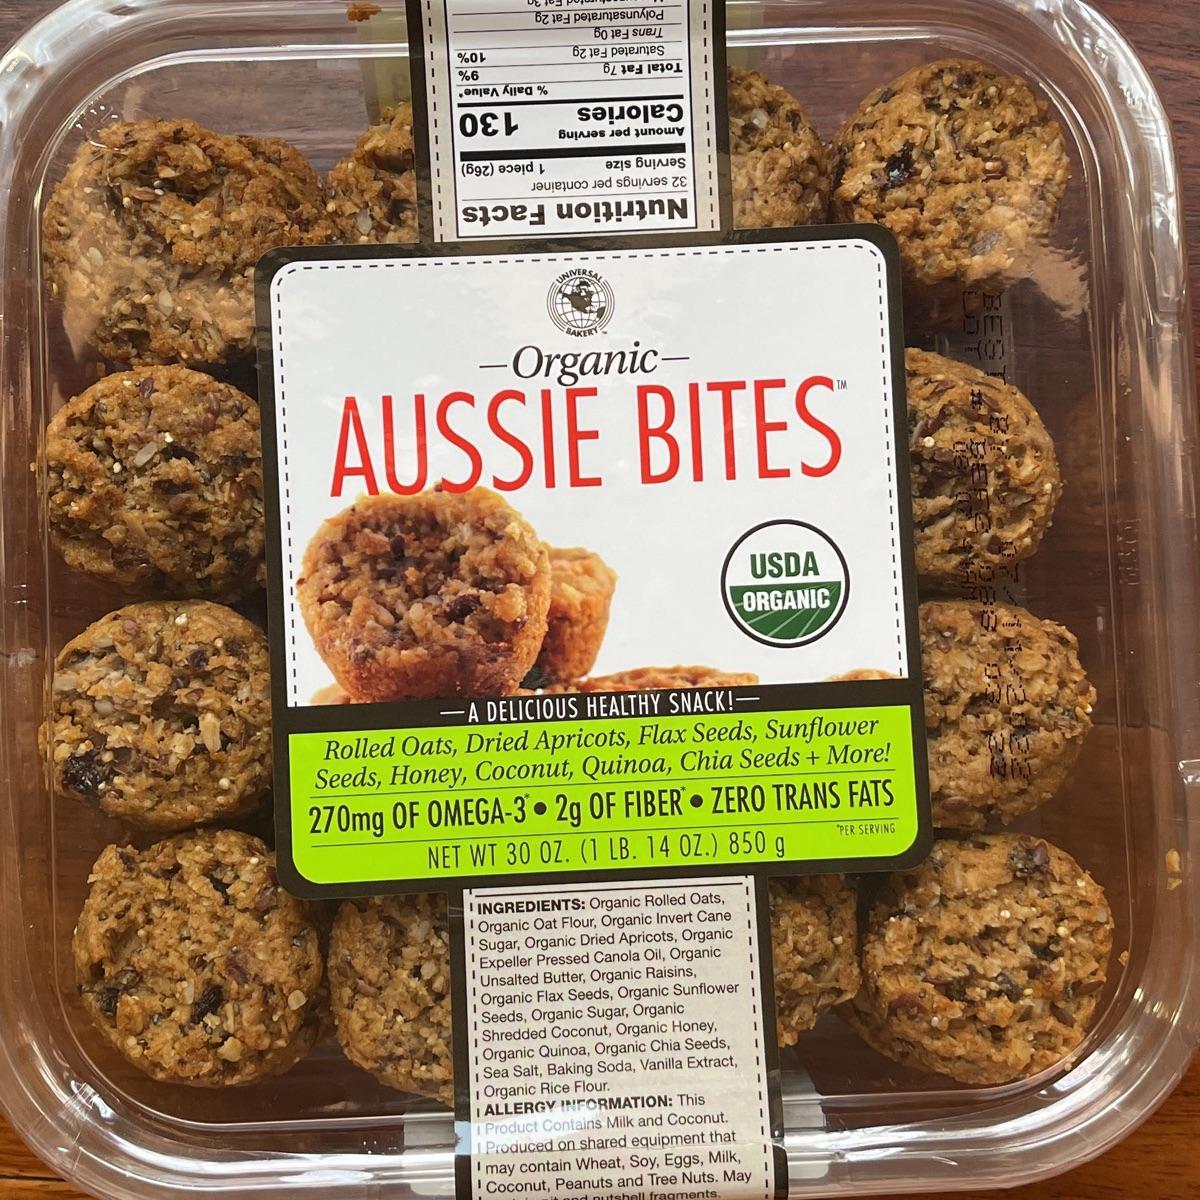 Nutrition Facts
32 servings per container
Serving size 1 piece (26g)
Amount per serving
Calories 130
% Daily Value*
Total Fat 7g 9%
Saturated Fat 2g 10%
Trans Fat 0g
Polyunsaturated Fat 2g
UNIVERSAL
BAKERY™
—Organic—
AUSSIE BITES™
USDA
ORGANIC
—A DELICIOUS HEALTHY SNACK!—
Rolled Oats, Dried Apricots, Flax Seeds, Sunflower
Seeds, Honey, Coconut, Quinoa, Chia Seeds + More!
270mg OF OMEGA-3* • 2g OF FIBER* • ZERO TRANS FATS
*PER SERVING
NET WT 30 OZ. (1 LB. 14 OZ.) 850 g
INGREDIENTS: Organic Rolled Oats,
Organic Oat Flour, Organic Invert Cane
Sugar, Organic Dried Apricots, Organic
Expeller Pressed Canola Oil, Organic
Unsalted Butter, Organic Raisins,
Organic Flax Seeds, Organic Sunflower
Seeds, Organic Sugar, Organic
Shredded Coconut, Organic Honey,
Organic Quinoa, Organic Chia Seeds,
Sea Salt, Baking Soda, Vanilla Extract,
Organic Rice Flour.
ALLERGY INFORMATION: This
Product Contains Milk and Coconut.
Produced on shared equipment that
may contain Wheat, Soy, Eggs, Milk,
Coconut, Peanuts and Tree Nuts. May
and nutshell fragments.